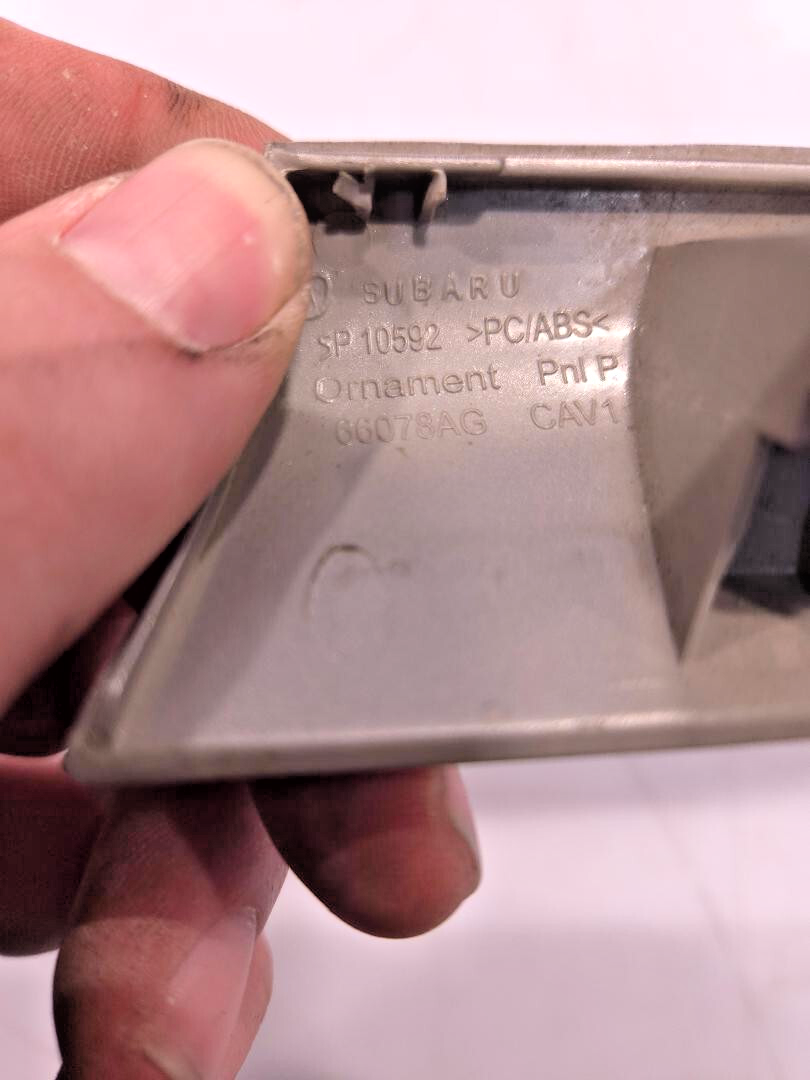 SUBARU
SP 10592 >PC/ABS<
Ornament Pnl P
66078AG CAV1